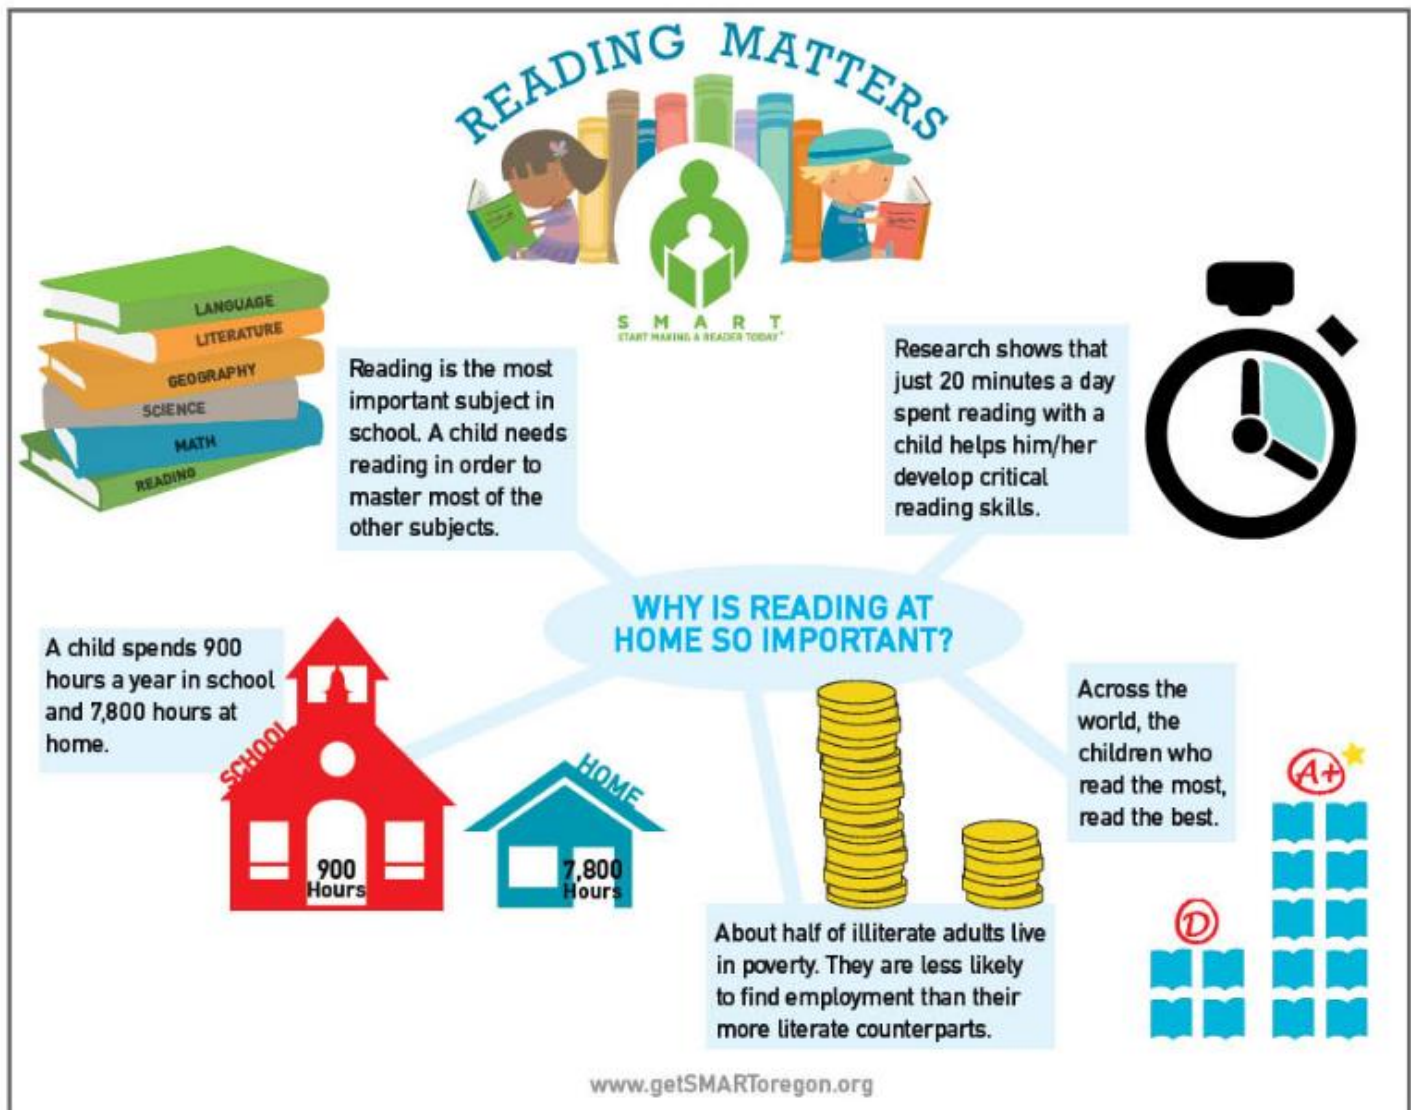 READING MATTERS
SMART
START MAKING A READER TODAY
LANGUAGE
LITERATURE
GEOGRAPHY
SCIENCE
MATH
READING
Reading is the most
important subject in
school. A child needs
reading in order to
master most of the
other subjects.
Research shows that
just 20 minutes a day
spent reading with a
child helps him/her
develop critical
reading skills.
WHY IS READING AT
HOME SO IMPORTANT?
A child spends 900
hours a year in school
and 7,800 hours at
home.
SCHOOL
900
Hours
HOME
7,800
Hours
Across the
world, the
children who
read the most,
read the best.
A+
D
About half of illiterate adults live
in poverty. They are less likely
to find employment than their
more literate counterparts.
www.getSMARToregon.org